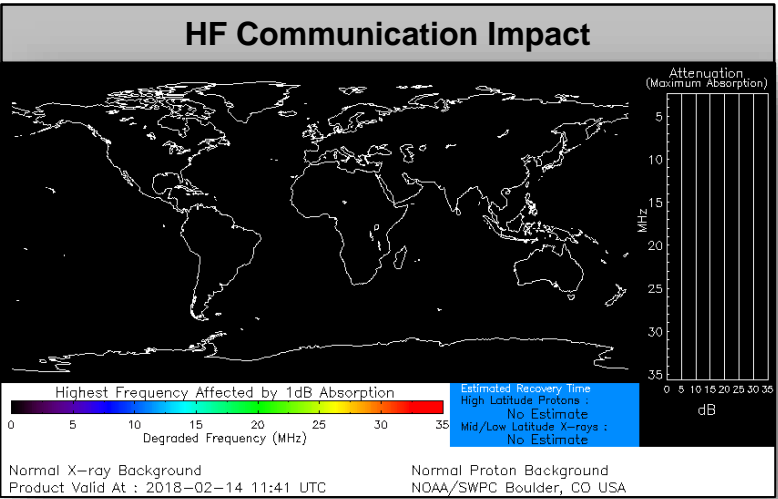 HF Communication Impact
Attenuation
(Maximum Absorption)
5
10
15
20
25
30
35
MHz
0 5 10 15 20 25 30 35
dB
Highest Frequency Affected by 1dB Absorption
0 5 10 15 20 25 30 35
Degraded Frequency (MHz)
Estimated Recovery Time
High Latitude Protons :
No Estimate
Mid/Low Latitude X-rays :
No Estimate
Normal X-ray Background
Normal Proton Background
Product Valid At : 2018-02-14 11:41 UTC
NOAA/SWPC Boulder, CO USA